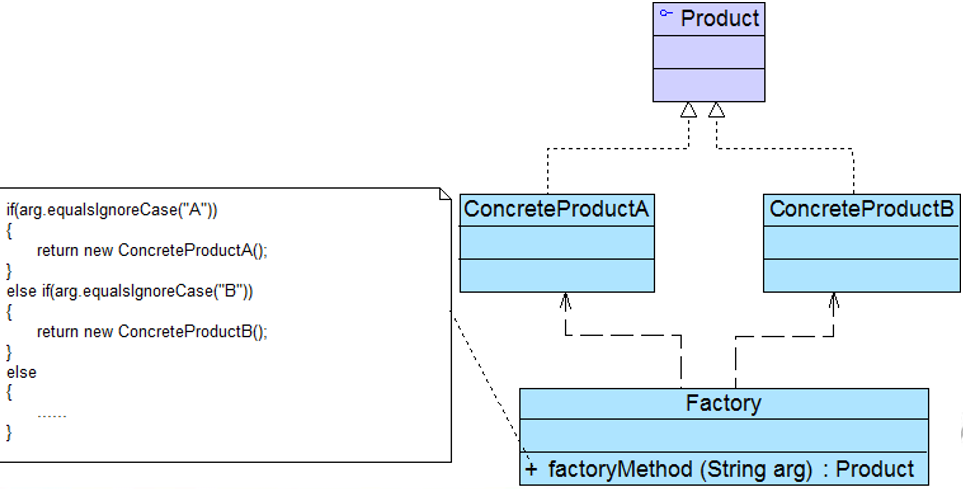 Product
ConcreteProductA
ConcreteProductB
if(arg.equalsIgnoreCase("A"))
{
return new ConcreteProductA();
}
else if(arg.equalsIgnoreCase("B"))
{
return new ConcreteProductB();
}
else
{
......
}
Factory
+ factoryMethod (String arg) : Product